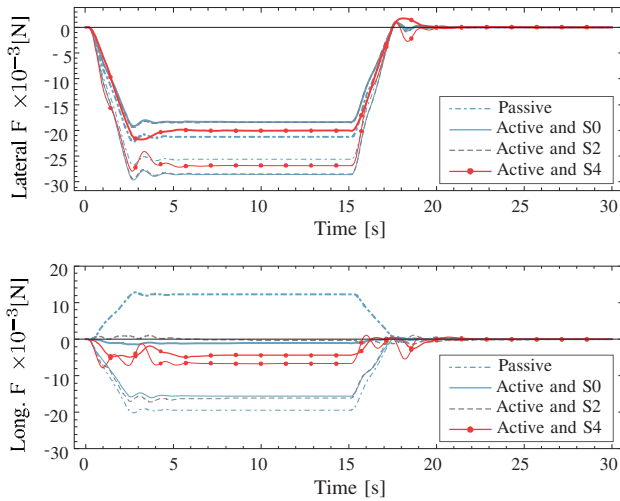 Lateral F ×10−3[N]
0
-5
-10
-15
-20
-25
-30
Passive
Active and S0
Active and S2
Active and S4
0 5 10 15 20 25 30
Time [s]
Long. F ×10−3[N]
20
10
0
-10
-20
-30
Passive
Active and S0
Active and S2
Active and S4
0 5 10 15 20 25 30
Time [s]